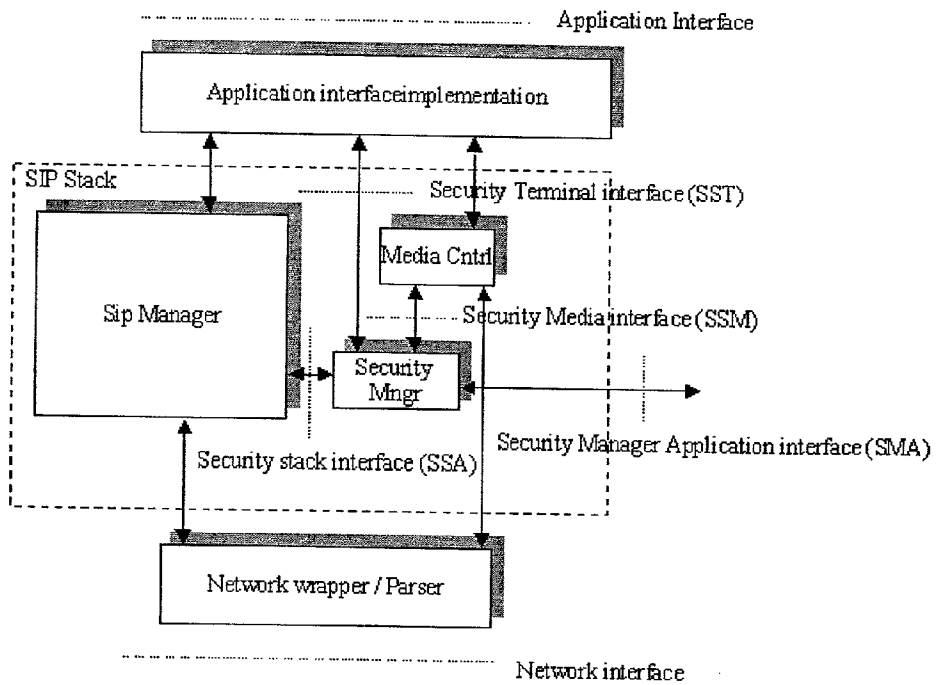 Application Interface
Application interfaceimplementation
SIP Stack
Security Terminal interface (SST)
Media Cntrl
Sip Manager
Security Media interface (SSM)
Security
Mngr
Security Manager Application interface (SMA)
Security stack interface (SSA)
Network wrapper / Parser
Network interface